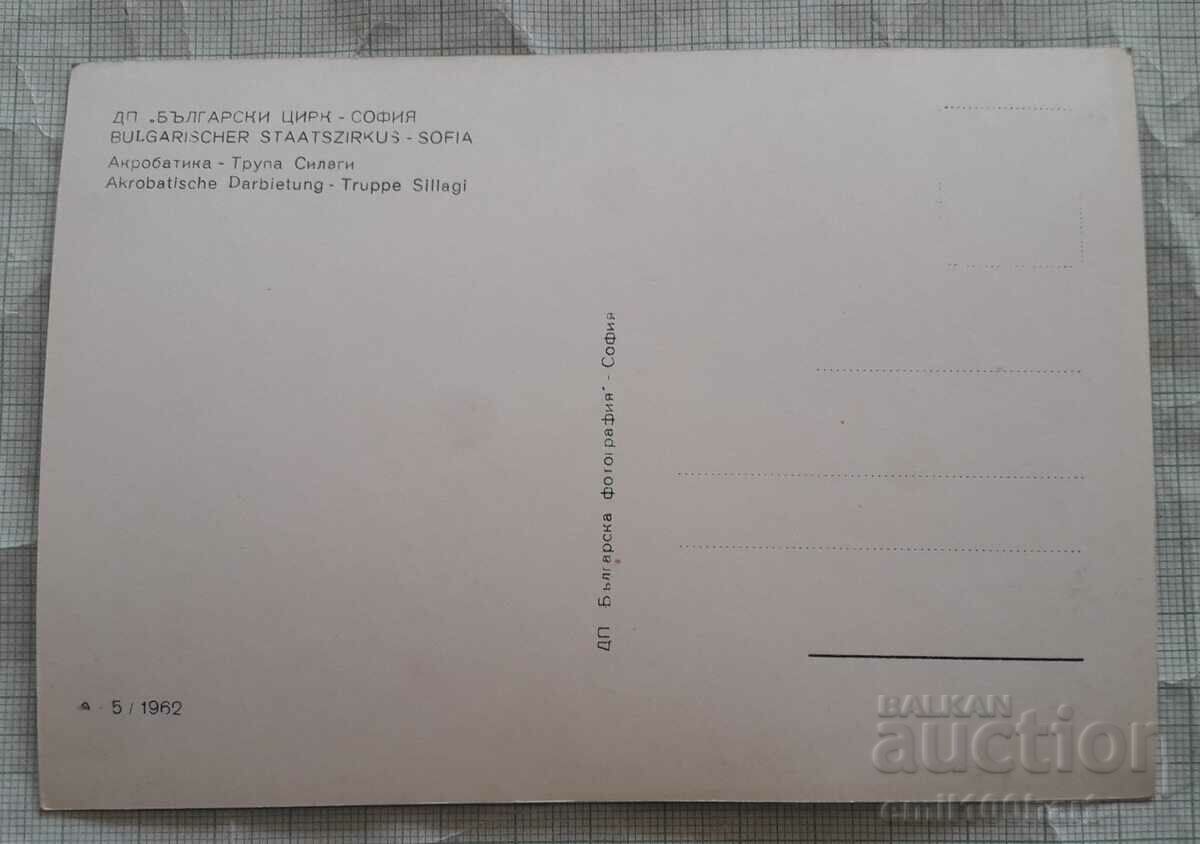 ДП „БЪЛГАРСКИ ЦИРК - СОФИЯ
BULGARISCHER STAATSZIRKUS - SOFIA
Акробатика - Трупа Силаги
Akrobatische Darbietung - Truppe Sillagi
ДП Българска фотография" - София
5 / 1962
BALKAN
auction